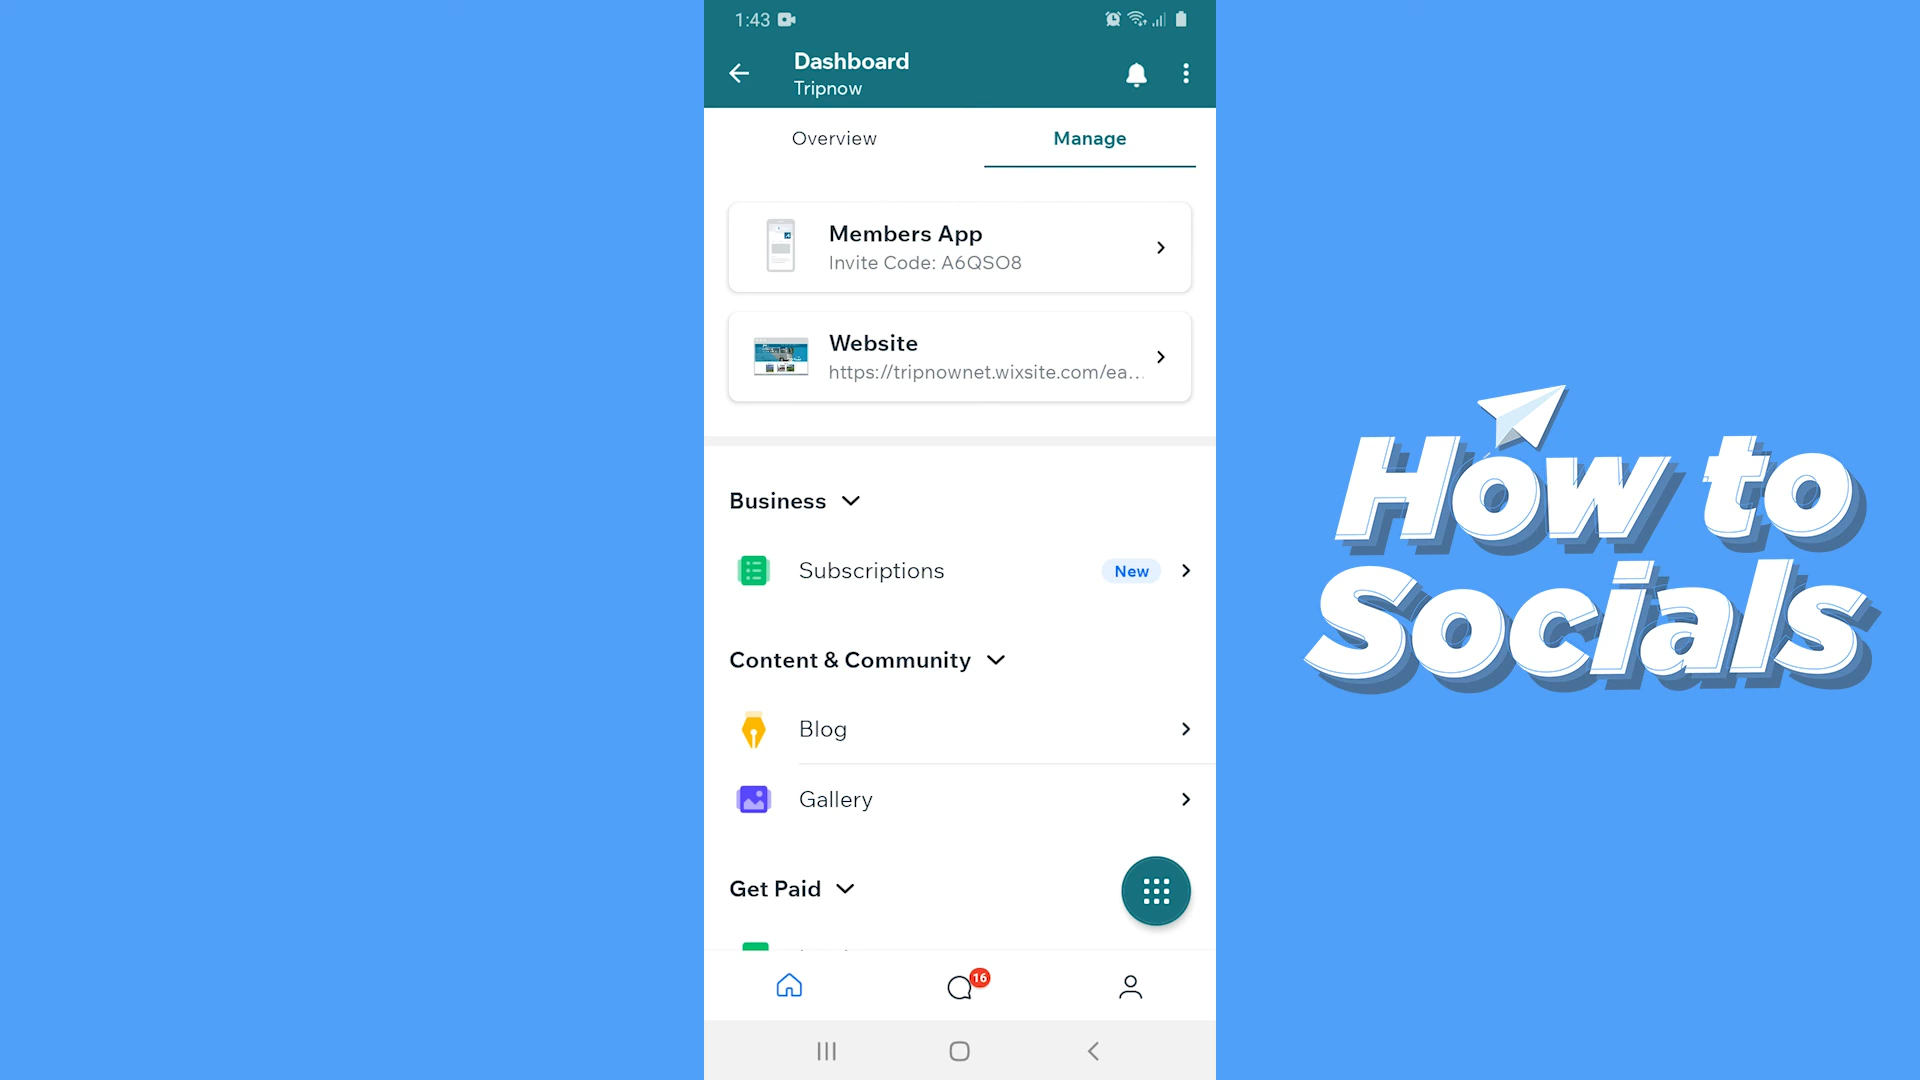 1:43
Dashboard
Tripnow
Overview
Manage
Members App
Invite Code: A6QSO8
Website
https://tripnownet.wixsite.com/ea...
Business
Subscriptions
New
Content & Community
Blog
Gallery
Get Paid
16
How to
Socials